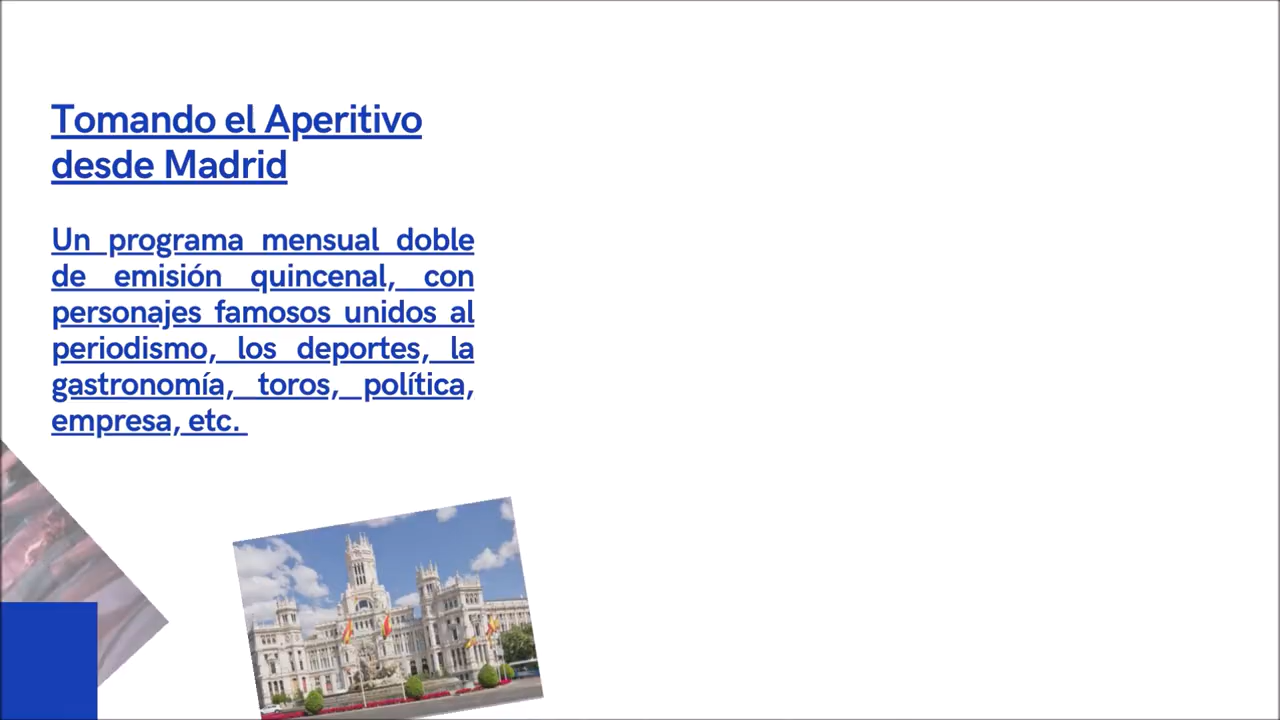 Tomando el Aperitivo
desde Madrid
Un programa mensual doble
de emisión quincenal, con
personajes famosos unidos al
periodismo, los deportes, la
gastronomía, toros, política,
empresa, etc.